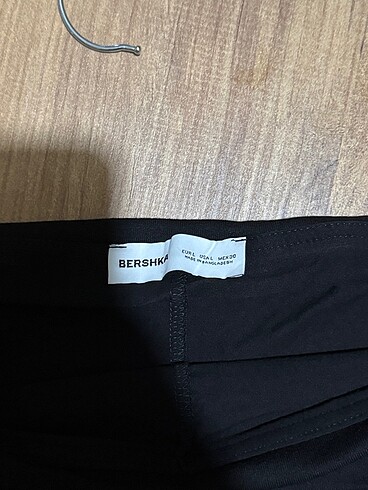 BERSHKA
EUR L USA L MEX 30
MADE IN BANGLADESH